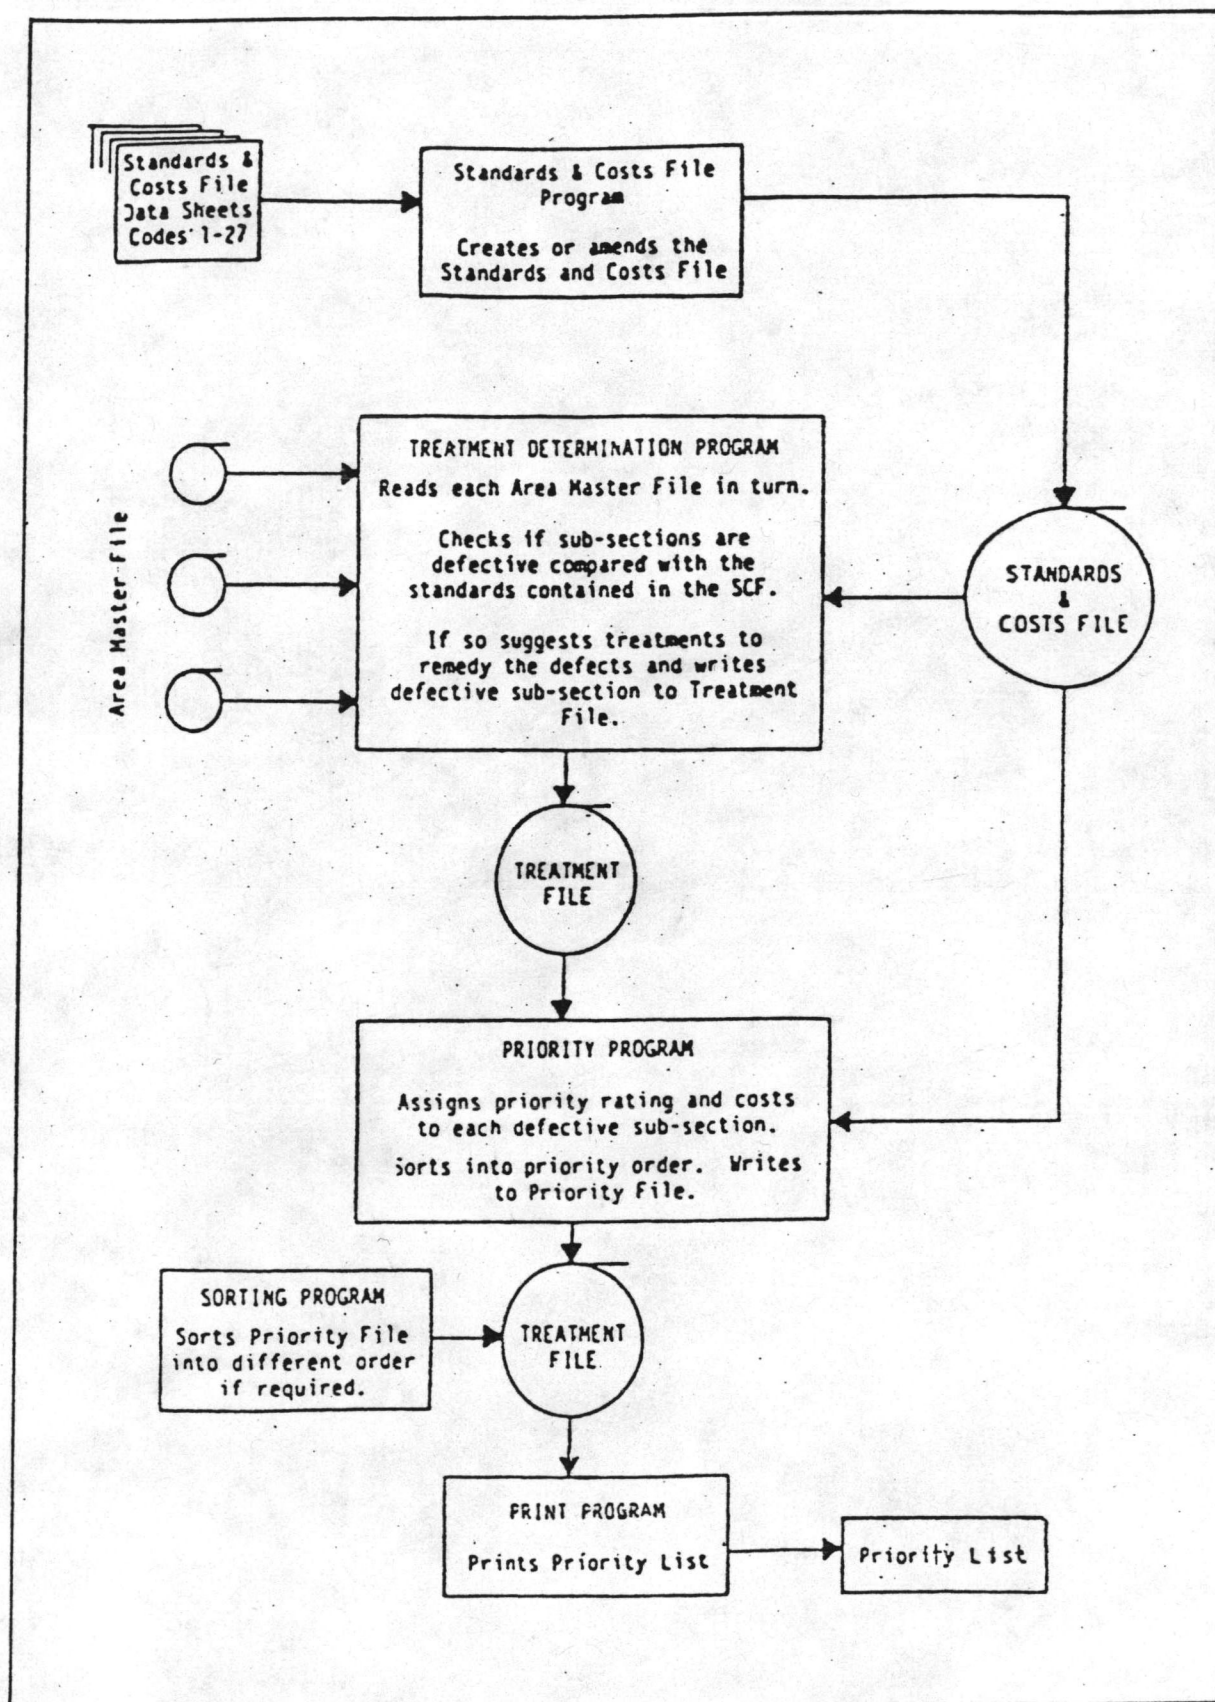 Standards &
Costs File
Data Sheets
Codes 1-27
Standards & Costs File
Program
Creates or amends the
Standards and Costs File
TREATMENT DETERMINATION PROGRAM
Reads each Area Master File in turn.
Checks if sub-sections are
defective compared with the
standards contained in the SCF.
If so suggests treatments to
remedy the defects and writes
defective sub-section to Treatment
File.
Area Master File
STANDARDS
&
COSTS FILE
TREATMENT
FILE
PRIORITY PROGRAM
Assigns priority rating and costs
to each defective sub-section.
Sorts into priority order. Writes
to Priority File.
SORTING PROGRAM
Sorts Priority File
into different order
if required.
TREATMENT
FILE
PRINT PROGRAM
Prints Priority List
Priority List